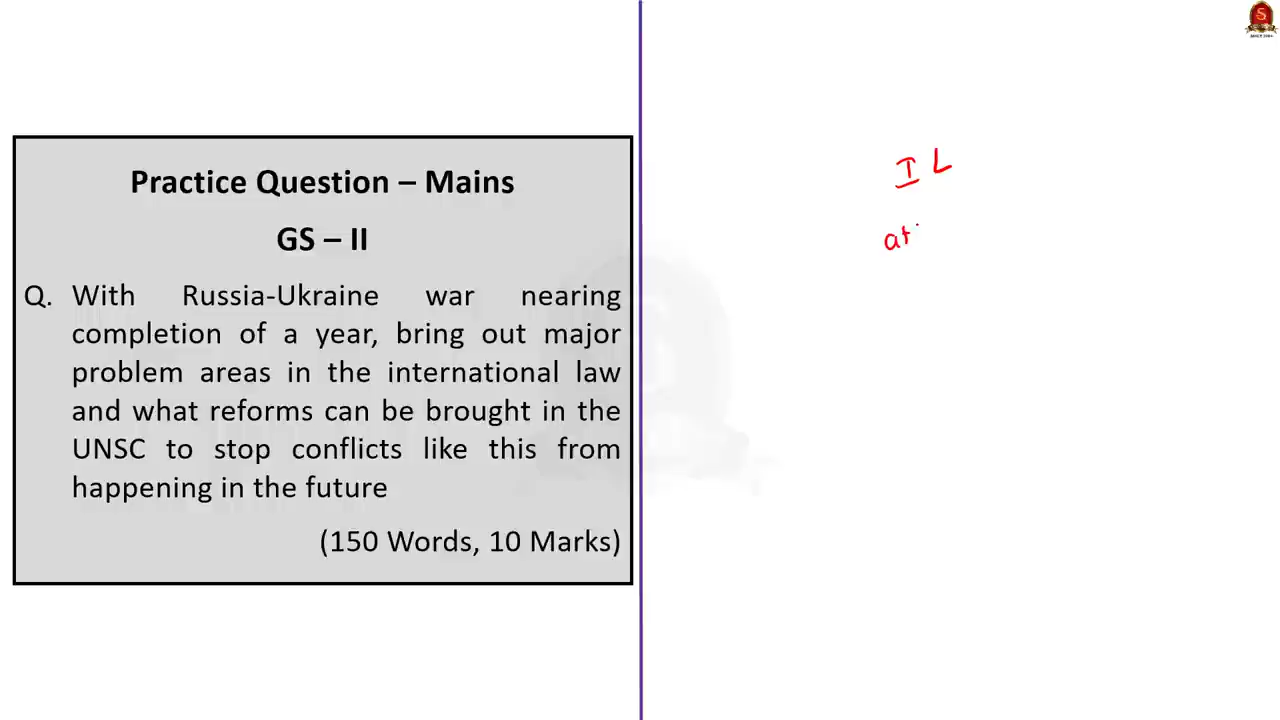 Practice Question – Mains
GS – II
Q. With Russia-Ukraine war nearing
completion of a year, bring out major
problem areas in the international law
and what reforms can be brought in the
UNSC to stop conflicts like this from
happening in the future
(150 Words, 10 Marks)
S
I L